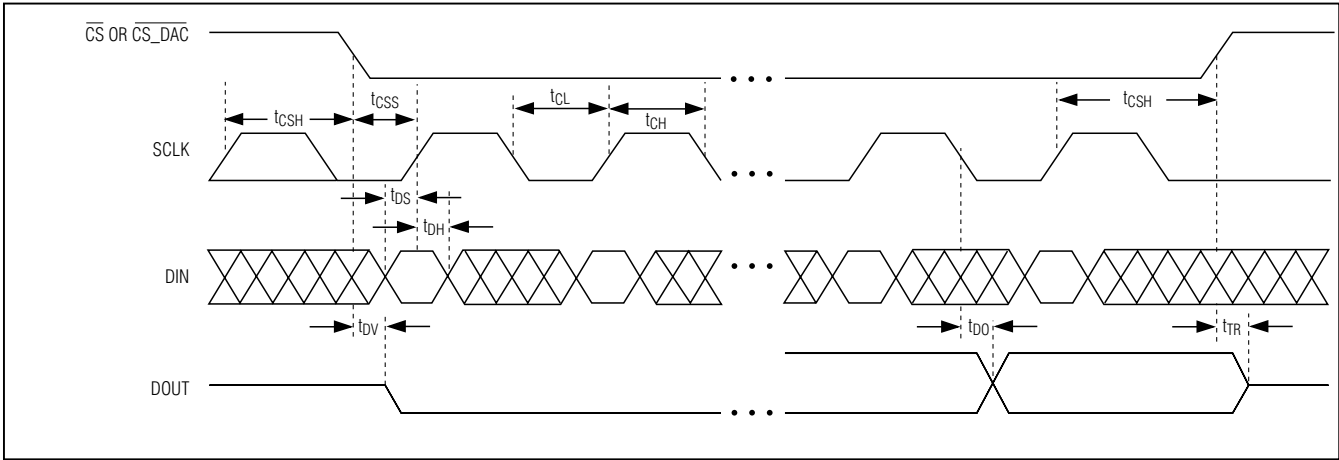 CS OR CS_DAC
tCSH
tCSS
tCL
tCH
tCSH
SCLK
tDS
tDH
DIN
tDV
tDO
tTR
DOUT